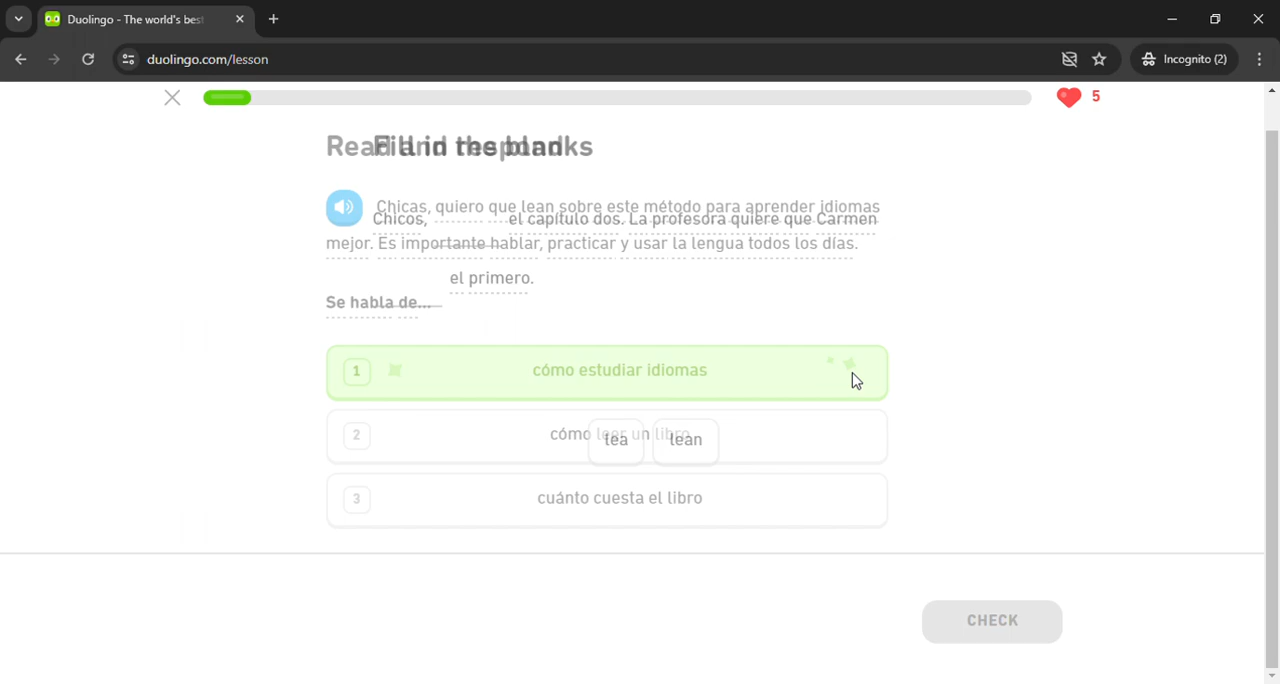 Duolingo - The world's best
duolingo.com/lesson
Incognito (2)
5
Read and respond
Fill in the blanks
Chicas, quiero que lean sobre este método para aprender idiomas
Chicos, el capítulo dos. La profesora quiere que Carmen
mejor. Es importante hablar, practicar y usar la lengua todos los días.
el primero.
Se habla de...
1 cómo estudiar idiomas
2 cómo leer un libro
lea lean
3 cuánto cuesta el libro
CHECK